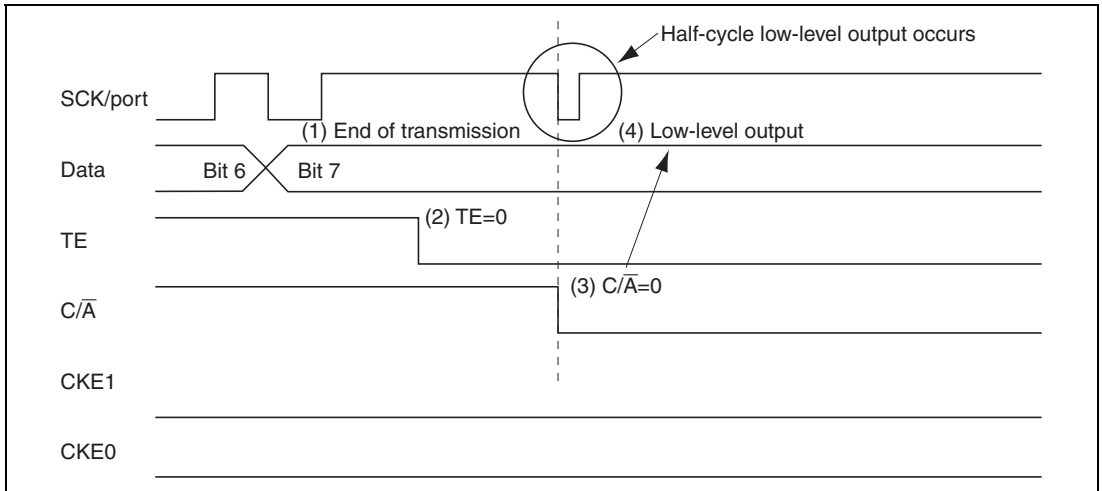 Half-cycle low-level output occurs
SCK/port
(1) End of transmission
(4) Low-level output
Data
Bit 6
Bit 7
(2) TE=0
TE
(3) C/A̅=0
C/A̅
CKE1
CKE0